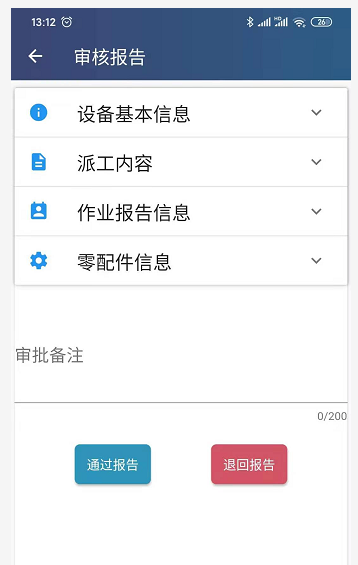 13:12 HD 26
审核报告
设备基本信息
派工内容
作业报告信息
零配件信息
审批备注
0/200
通过报告 退回报告